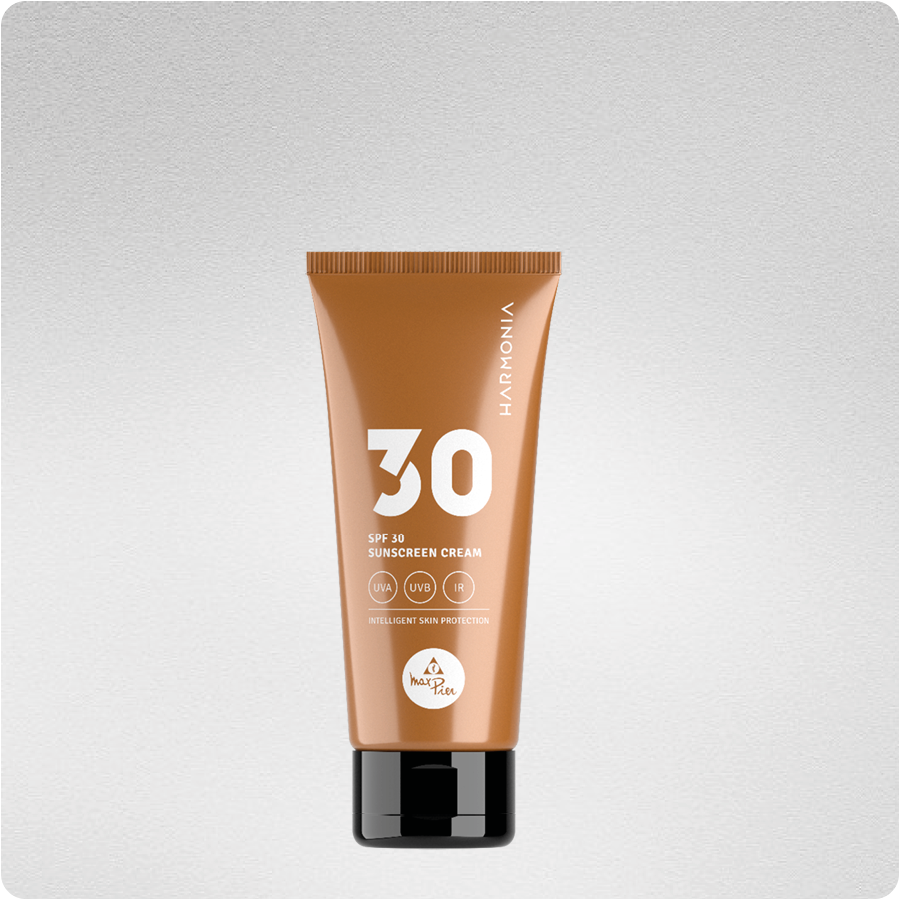 HARMONIA
30
SPF 30
SUNSCREEN CREAM
UVA UVB IR
INTELLIGENT SKIN PROTECTION
max
Pier